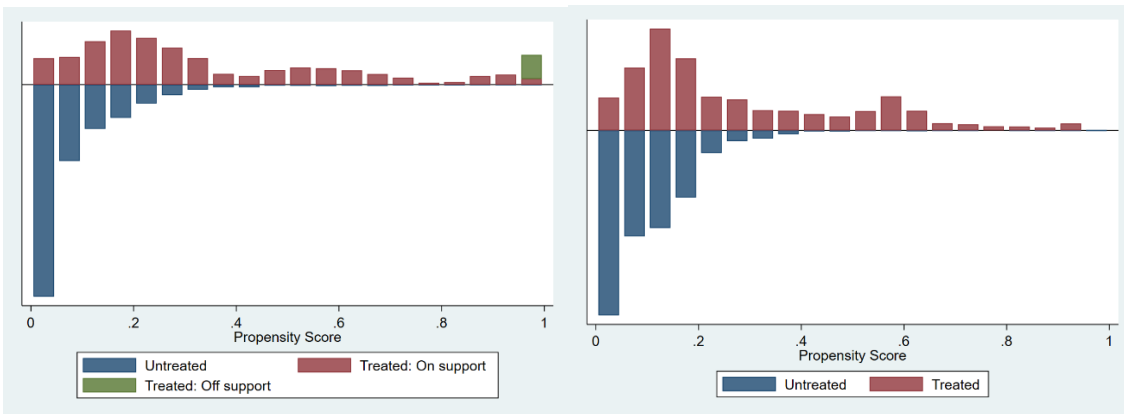 0 .2 .4 .6 .8 1
Propensity Score
Untreated Treated: On support
Treated: Off support
0 .2 .4 .6 .8 1
Propensity Score
Untreated Treated